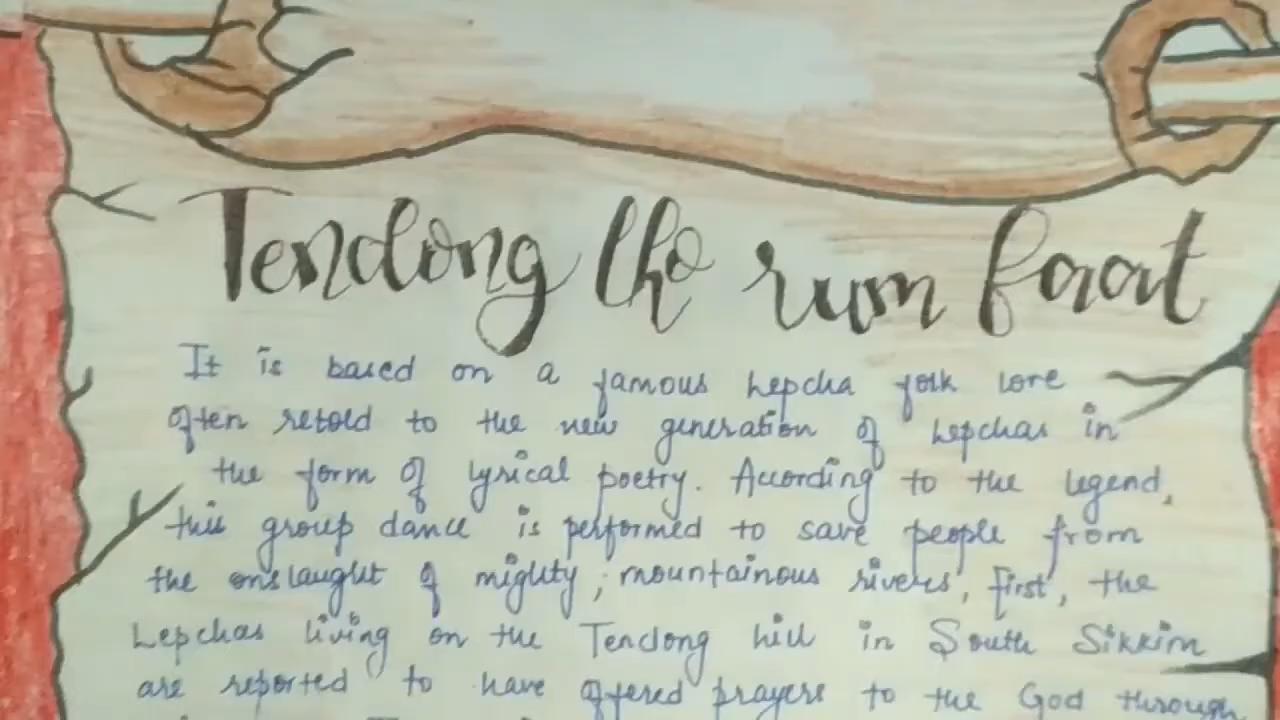 Tendong lho rum faat
It is based on a famous Lepcha folk lore
often retold to the new generation of Lepchas in
the form of lyrical poetry. According to the legend,
this group dance is performed to save people from
the onslaught of mighty, mountainous rivers, first, the
Lepchas living on the Tendong hill in South Sikkim
are reported to have offered prayers to the God through